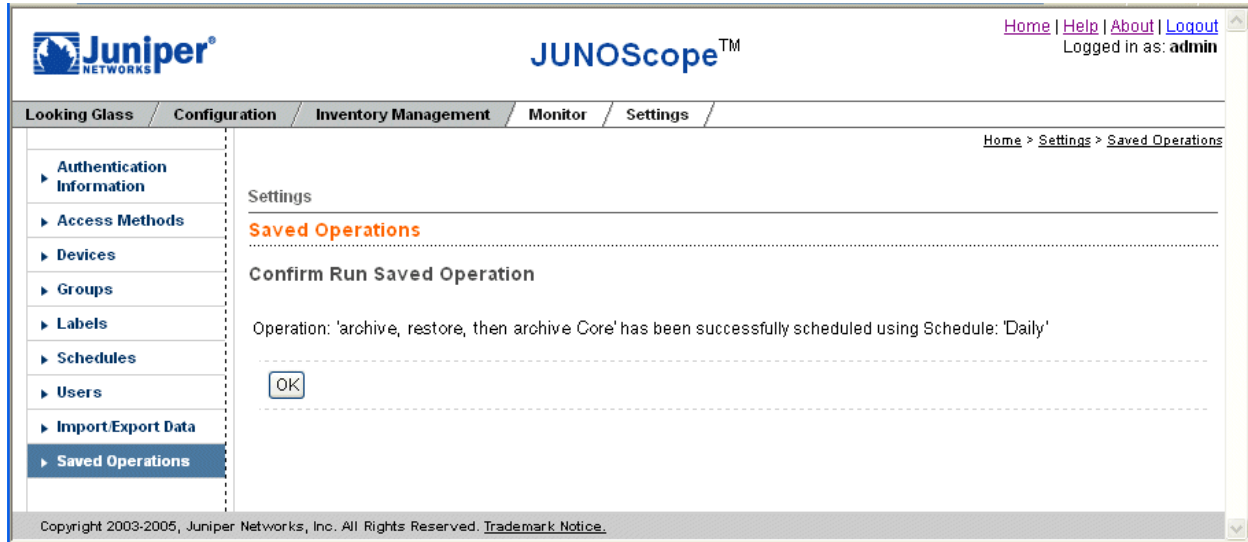 Juniper®
NETWORKS
JUNOScope™
Home | Help | About | Logout
Logged in as: admin
Looking Glass / Configuration / Inventory Management / Monitor / Settings /
Home > Settings > Saved Operations
Authentication
Information
Access Methods
Devices
Groups
Labels
Schedules
Users
Import/Export Data
Saved Operations
Settings
Saved Operations
Confirm Run Saved Operation
Operation: 'archive, restore, then archive Core' has been successfully scheduled using Schedule: 'Daily'
OK
Copyright 2003-2005, Juniper Networks, Inc. All Rights Reserved. Trademark Notice.